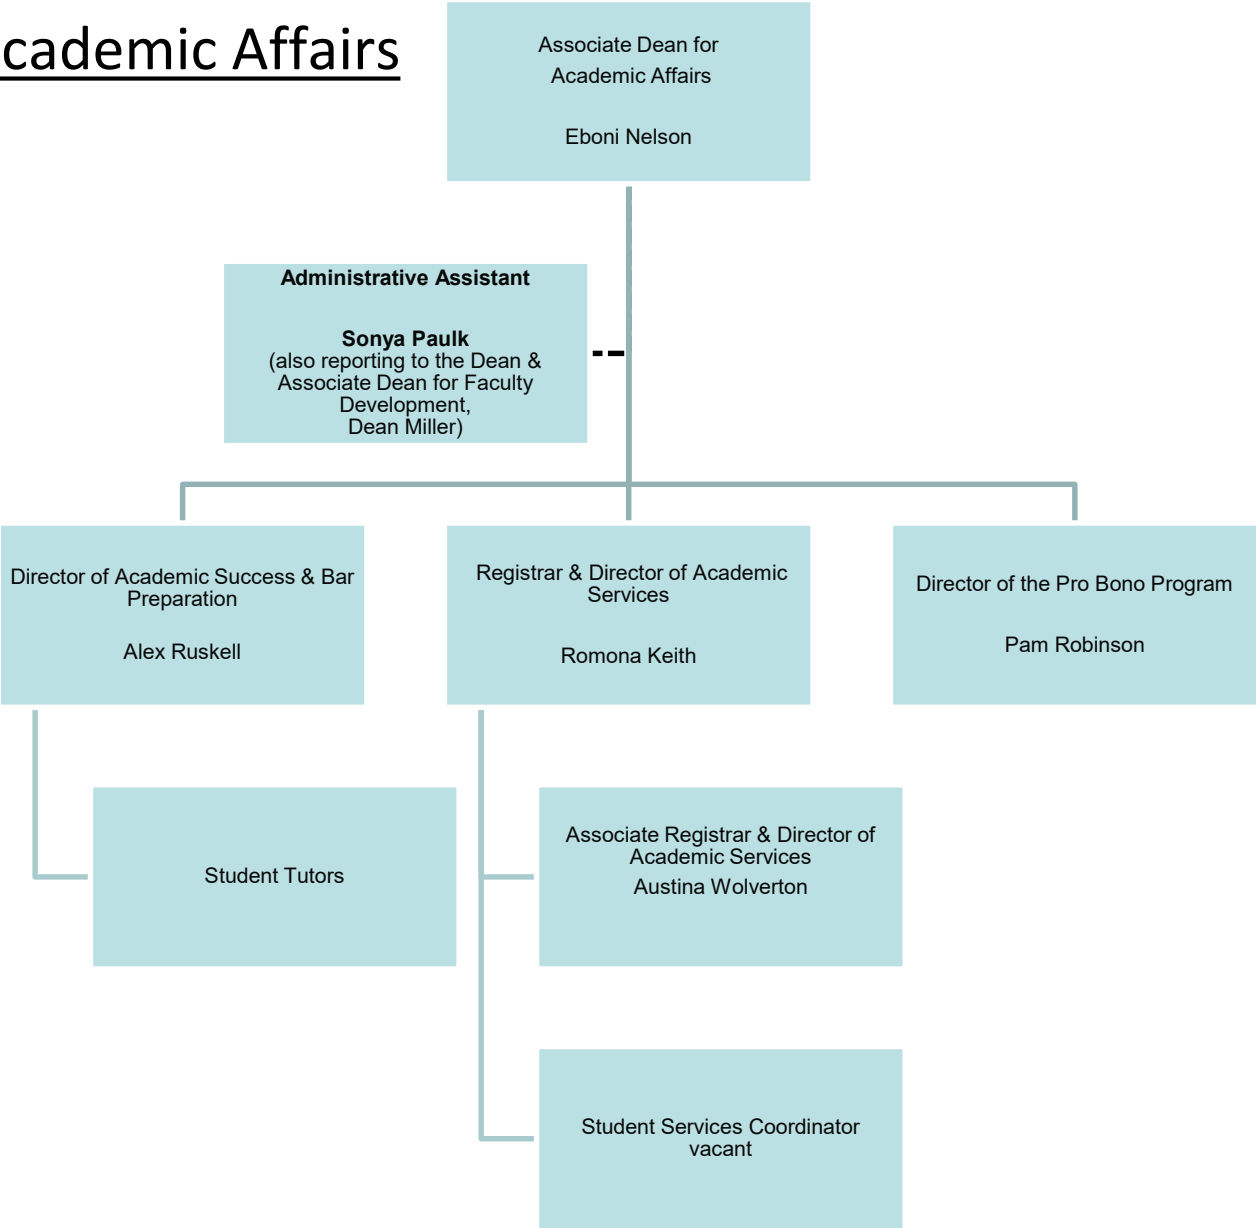 cademic Affairs
Associate Dean for
Academic Affairs
Eboni Nelson
Administrative Assistant
Sonya Paulk
(also reporting to the Dean &
Associate Dean for Faculty
Development,
Dean Miller)
Director of Academic Success & Bar
Preparation
Alex Ruskell
Registrar & Director of Academic
Services
Romona Keith
Director of the Pro Bono Program
Pam Robinson
Student Tutors
Associate Registrar & Director of
Academic Services
Austina Wolverton
Student Services Coordinator
vacant